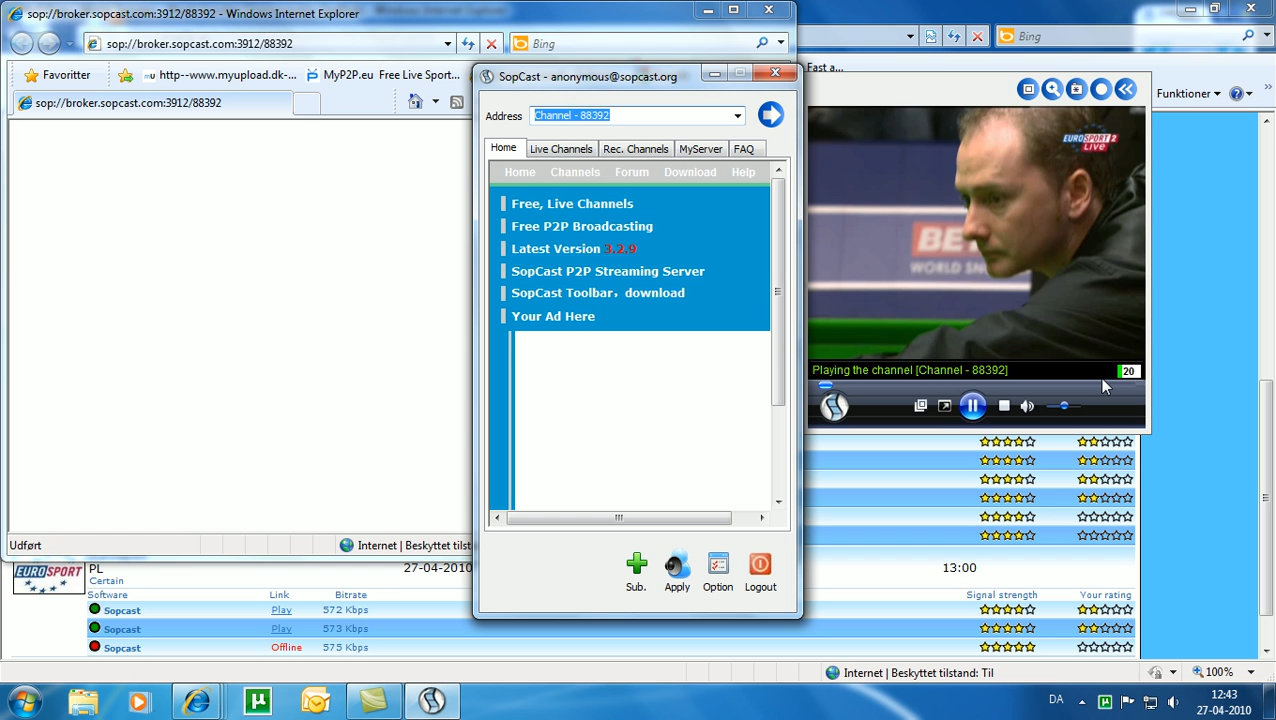 sop://broker.sopcast.com:3912/88392 - Windows Internet Explorer
sop://broker.sopcast.com:3912/88392
Bing
Bing
Favoritter
http--www.myupload.dk-...
MyP2P.eu Free Live Sport...
Fast a...
sop://broker.sopcast.com:3912/88392
Funktioner
SopCast - anonymous@sopcast.org
Address
Channel - 88392
Home
Live Channels
Rec. Channels
MyServer
FAQ
Home
Channels
Forum
Download
Help
Free, Live Channels
Free P2P Broadcasting
Latest Version 3.2.9
SopCast P2P Streaming Server
SopCast Toolbar, download
Your Ad Here
Sub.
Apply
Option
Logout
EUROSPORT 2
LIVE
BE
WORLD SN
Playing the channel [Channel - 88392]
20
Udført
Internet | Beskyttet tilst
EUROSPORT
PL
27-04-2010
13:00
Certain
Software
Link
Bitrate
Signal strength
Your rating
Sopcast
Play
572 Kbps
Sopcast
Play
573 Kbps
Sopcast
Offline
575 Kbps
Internet | Beskyttet tilstand: Til
100%
DA
12:43
27-04-2010